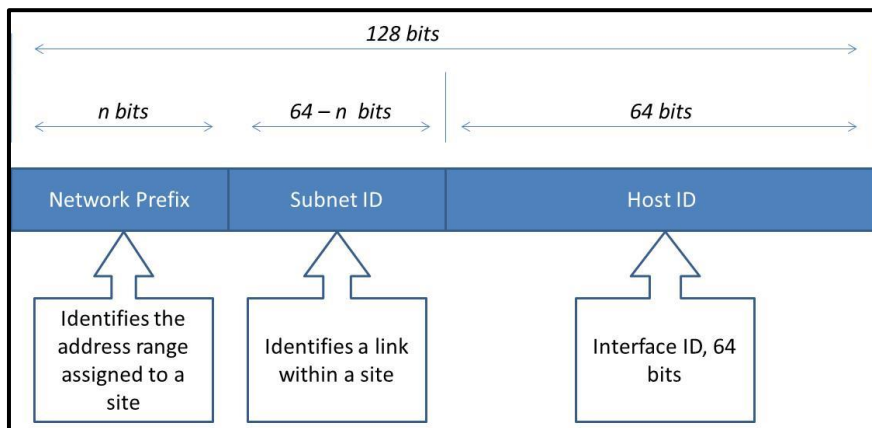 128 bits
n bits
64 – n bits
64 bits
Network Prefix
Subnet ID
Host ID
Identifies the
address range
assigned to a
site
Identifies a link
within a site
Interface ID, 64
bits